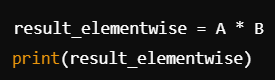 result_elementwise = A * B
print(result_elementwise)